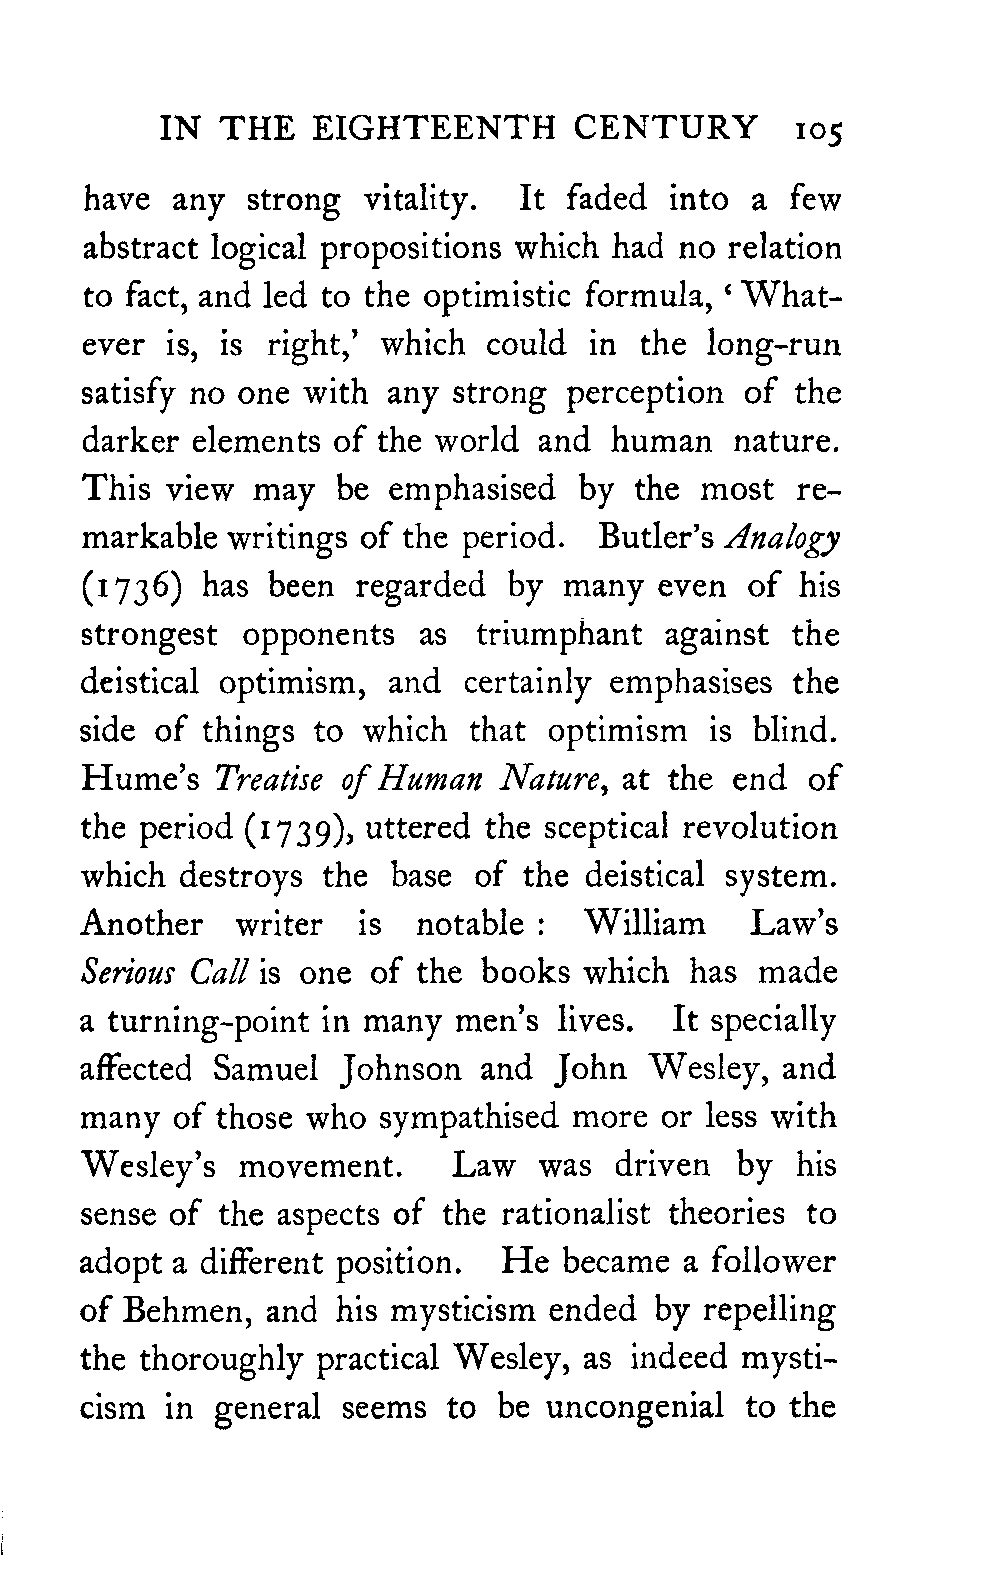 IN THE EIGHTEENTH CENTURY 105
have any strong vitality. It faded into a few
abstract logical propositions which had no relation
to fact, and led to the optimistic formula, ‘ What-
ever is, is right,’ which could in the long-run
satisfy no one with any strong perception of the
darker elements of the world and human nature.
This view may be emphasised by the most re-
markable writings of the period. Butler’s Analogy
(1736) has been regarded by many even of his
strongest opponents as triumphant against the
deistical optimism, and certainly emphasises the
side of things to which that optimism is blind.
Hume’s Treatise of Human Nature, at the end of
the period (1739), uttered the sceptical revolution
which destroys the base of the deistical system.
Another writer is notable : William Law’s
Serious Call is one of the books which has made
a turning-point in many men’s lives. It specially
affected Samuel Johnson and John Wesley, and
many of those who sympathised more or less with
Wesley’s movement. Law was driven by his
sense of the aspects of the rationalist theories to
adopt a different position. He became a follower
of Behmen, and his mysticism ended by repelling
the thoroughly practical Wesley, as indeed mysti-
cism in general seems to be uncongenial to the